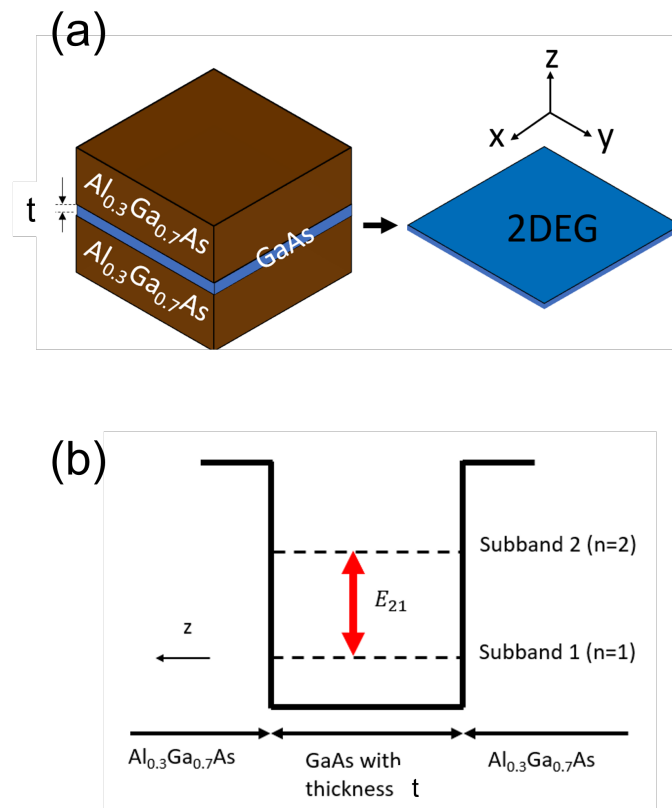 (a)
z
x
y
t
Al0.3Ga0.7As
GaAs
2DEG
Al0.3Ga0.7As
(b)
Subband 2 (n=2)
E21
z
Subband 1 (n=1)
Al0.3Ga0.7As
GaAs with
thickness t
Al0.3Ga0.7As